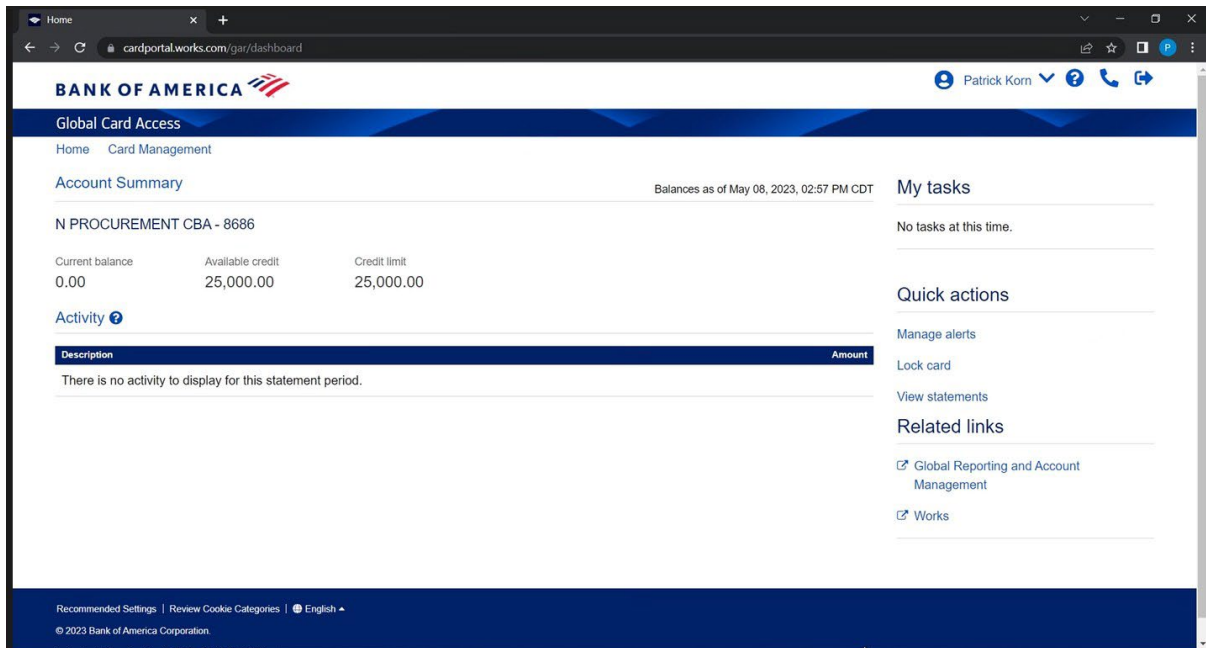 Home
cardportal.works.com/gar/dashboard
P
BANK OF AMERICA
Patrick Korn
Global Card Access
Home Card Management
Account Summary
Balances as of May 08, 2023, 02:57 PM CDT
N PROCUREMENT CBA - 8686
Current balance Available credit Credit limit
0.00 25,000.00 25,000.00
Activity
Description Amount
There is no activity to display for this statement period.
My tasks
No tasks at this time.
Quick actions
Manage alerts
Lock card
View statements
Related links
Global Reporting and Account
Management
Works
Recommended Settings | Review Cookie Categories | English
© 2023 Bank of America Corporation.